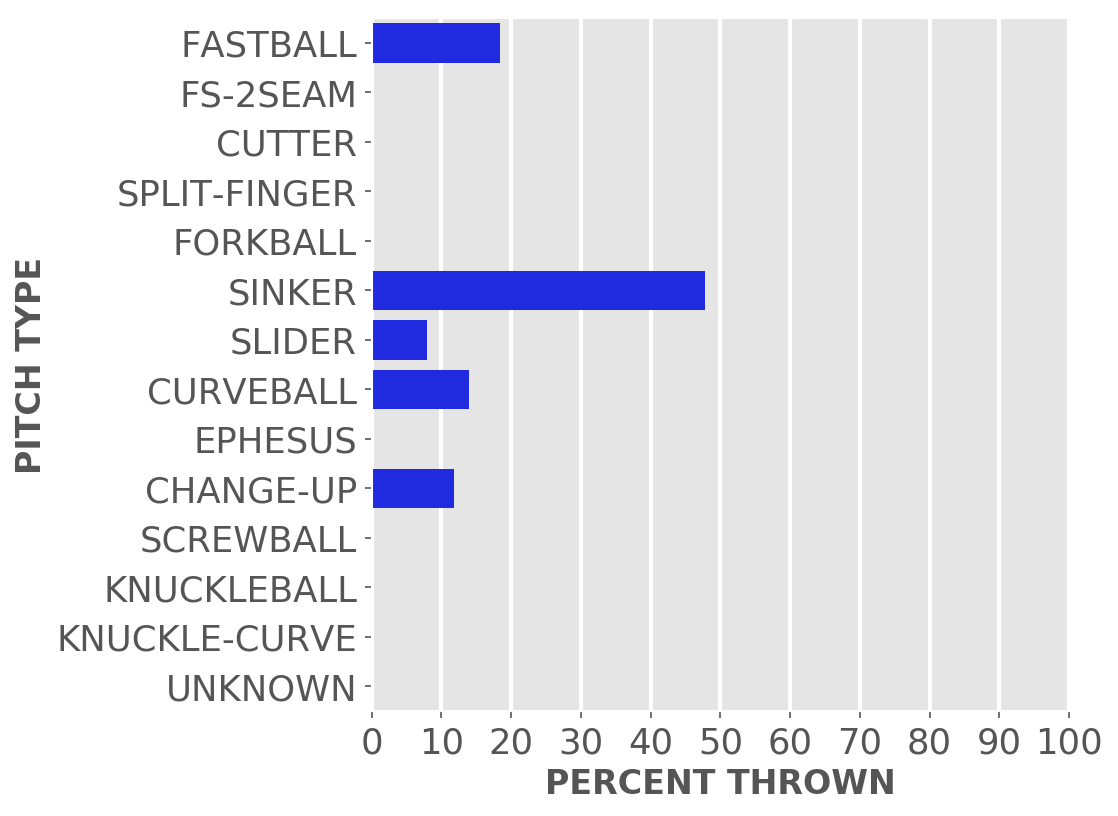 FASTBALL
FS-2SEAM
CUTTER
SPLIT-FINGER
FORKBALL
SINKER
SLIDER
CURVEBALL
EPHESUS
CHANGE-UP
SCREWBALL
KNUCKLEBALL
KNUCKLE-CURVE
UNKNOWN
PITCH TYPE
0 10 20 30 40 50 60 70 80 90 100
PERCENT THROWN